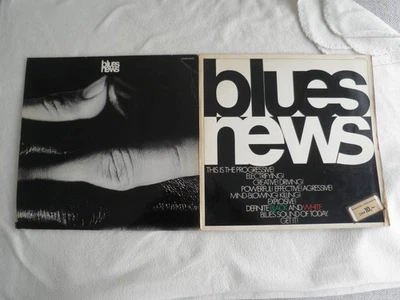 blues
news
blues
news
THIS IS THE PROGRESSIVE!
ELECTRIFYING!
CREATIVE! DRIVING!
POWERFUL! EFFECTIVE! AGRESSIVE!
MIND-BLOWING! KILLING!
EXPLOSIVE!
DEFINITE BLACK AND WHITE
BLUES SOUND OF TODAY.
GET IT!
10,-